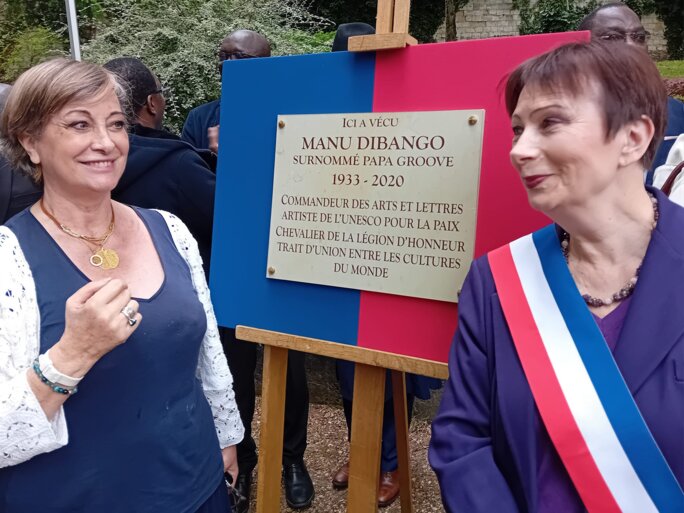 ICI A VÉCU
MANU DIBANGO
SURNOMMÉ PAPA GROOVE
1933 - 2020
COMMANDEUR DES ARTS ET LETTRES
ARTISTE DE L'UNESCO POUR LA PAIX
CHEVALIER DE LA LÉGION D'HONNEUR
TRAIT D'UNION ENTRE LES CULTURES
DU MONDE